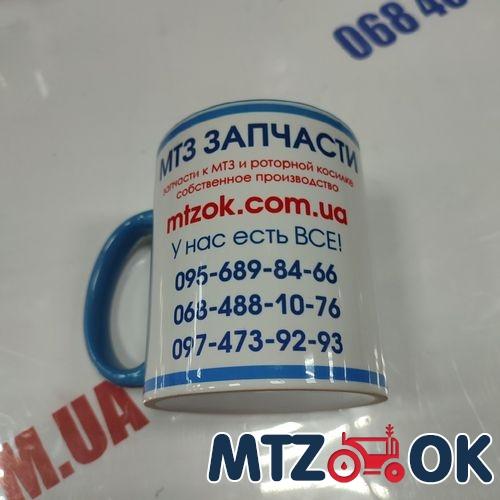 068 48
МТЗ ЗАПЧАСТИ
запчасти к МТЗ и роторной косилке
собственное производство
mtzok.com.ua
У нас есть ВСЕ!
095-689-84-66
068-488-10-76
097-473-92-93
M.UA
MTZ OK